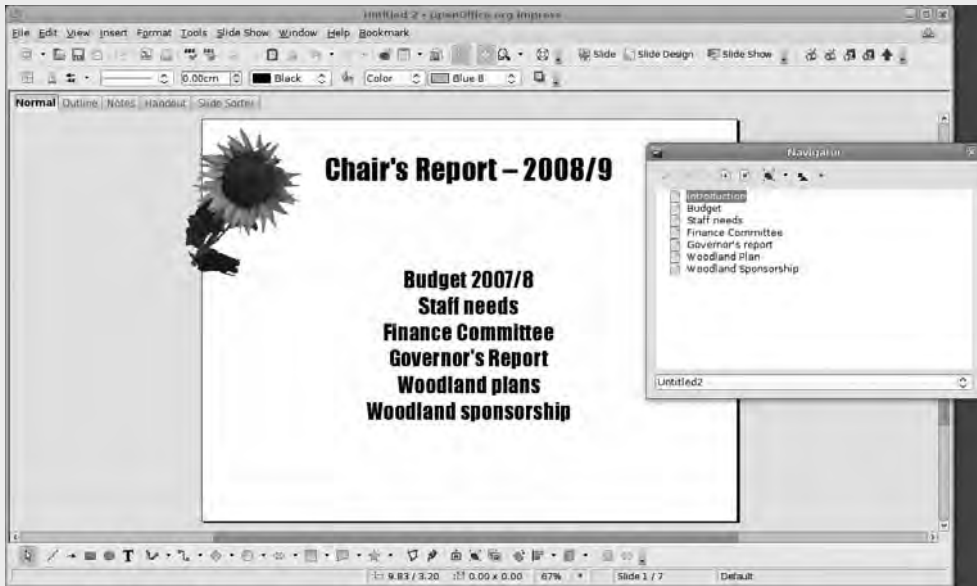 Untitled 2 - OpenOffice.org Impress
File Edit View Insert Format Tools Slide Show Window Help Bookmark
Slide Slide Design Slide Show
0.00cm Black Color Blue 8
Normal Outline Notes Handout Slide Sorter
Chair's Report – 2008/9
Budget 2007/8
Staff needs
Finance Committee
Governor's Report
Woodland plans
Woodland sponsorship
Navigator
Introduction
Budget
Staff needs
Finance Committee
Governor's report
Woodland Plan
Woodland Sponsorship
Untitled2
9.83 / 3.20 0.00 x 0.00 67% * Slide 1 / 7 Default